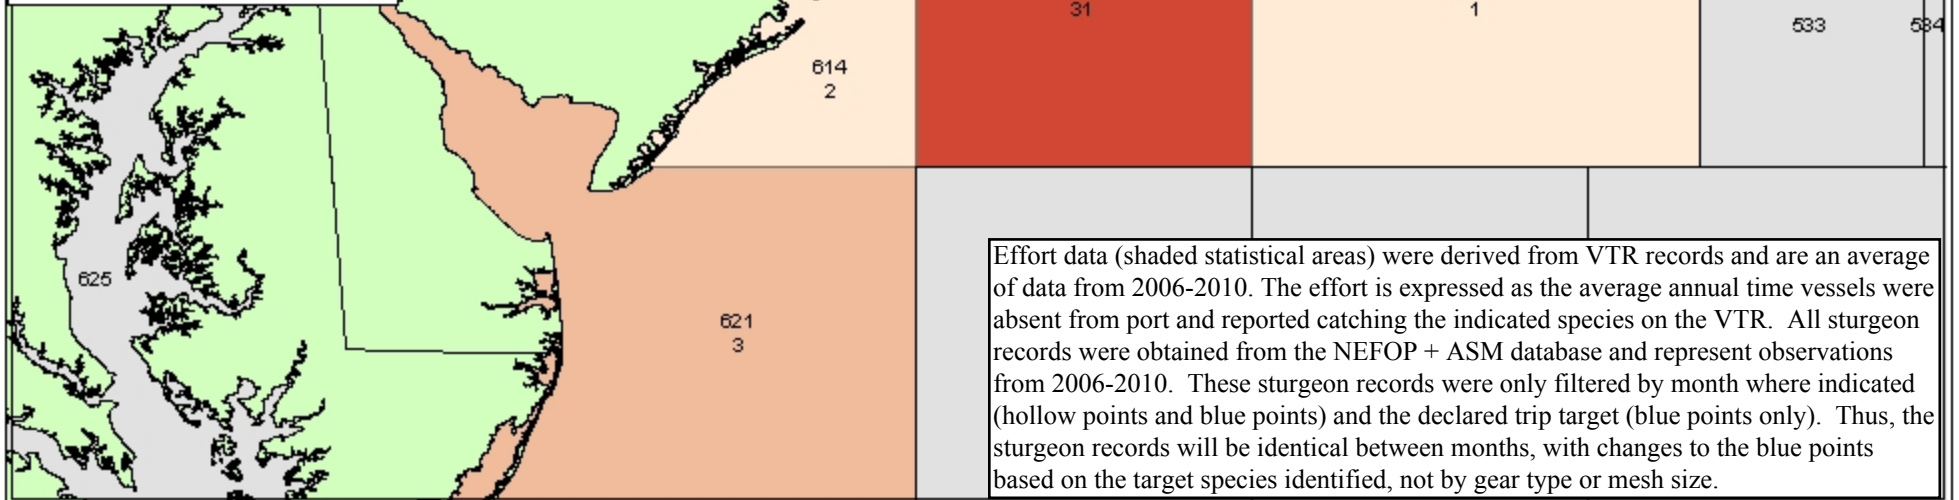 31
1
533
534
614
2
625
621
3
Effort data (shaded statistical areas) were derived from VTR records and are an average
of data from 2006-2010. The effort is expressed as the average annual time vessels were
absent from port and reported catching the indicated species on the VTR.  All sturgeon
records were obtained from the NEFOP + ASM database and represent observations
from 2006-2010.  These sturgeon records were only filtered by month where indicated
(hollow points and blue points) and the declared trip target (blue points only).  Thus, the
sturgeon records will be identical between months, with changes to the blue points
based on the target species identified, not by gear type or mesh size.